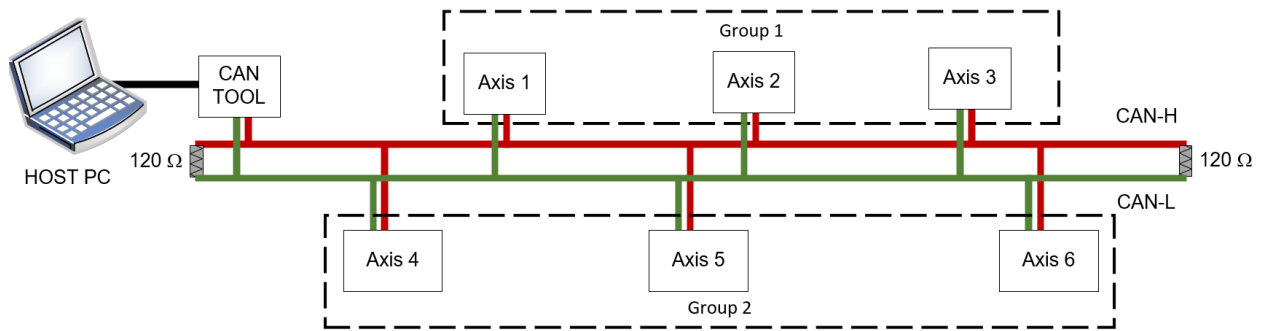 Group 1
CAN
TOOL
Axis 1
Axis 2
Axis 3
CAN-H
120 Ω
120 Ω
HOST PC
CAN-L
Axis 4
Axis 5
Axis 6
Group 2